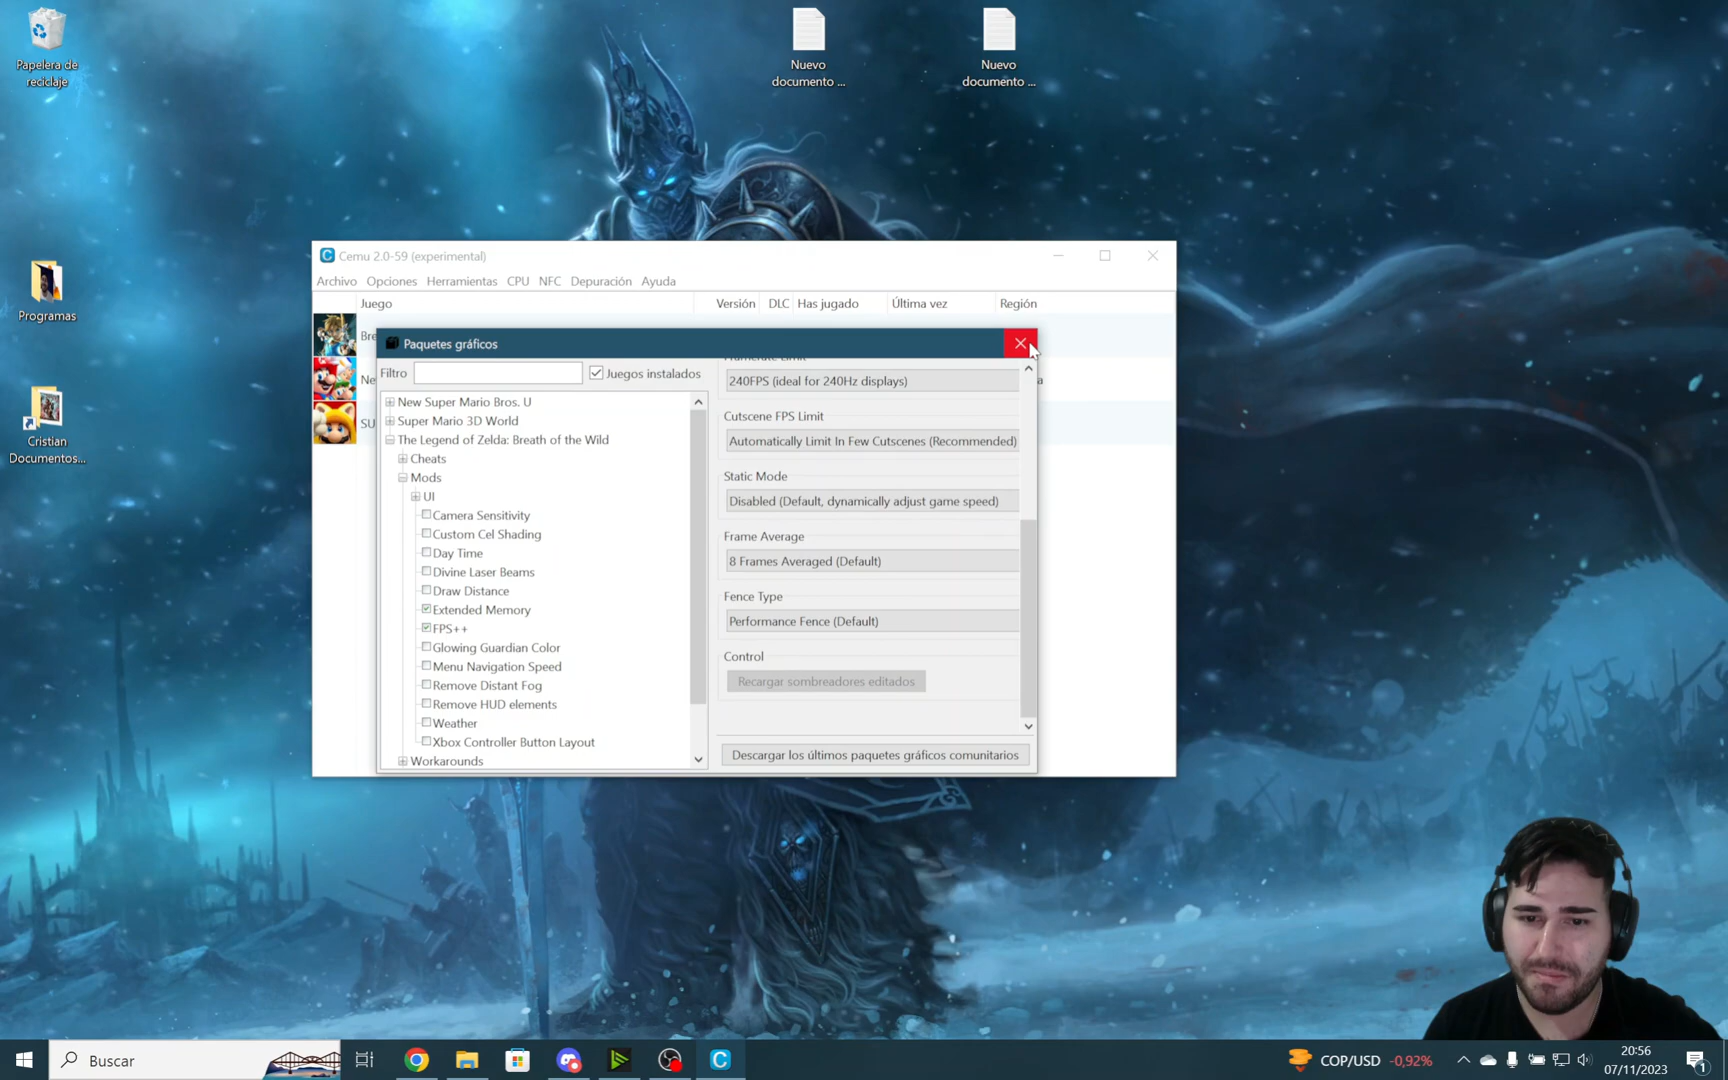 Papelera de
reciclaje
Nuevo
documento ...
Nuevo
documento ...
Programas
Cristian
Documentos...
Cemu 2.0-59 (experimental)
Archivo Opciones Herramientas CPU NFC Depuración Ayuda
Juego Versión DLC Has jugado Última vez Región
Bre
Ne
SU
a
Paquetes gráficos
Filtro
Juegos instalados
New Super Mario Bros. U
Super Mario 3D World
The Legend of Zelda: Breath of the Wild
Cheats
Mods
UI
Camera Sensitivity
Custom Cel Shading
Day Time
Divine Laser Beams
Draw Distance
Extended Memory
FPS++
Glowing Guardian Color
Menu Navigation Speed
Remove Distant Fog
Remove HUD elements
Weather
Xbox Controller Button Layout
Workarounds
Framerate Limit
240FPS (ideal for 240Hz displays)
Cutscene FPS Limit
Automatically Limit In Few Cutscenes (Recommended)
Static Mode
Disabled (Default, dynamically adjust game speed)
Frame Average
8 Frames Averaged (Default)
Fence Type
Performance Fence (Default)
Control
Recargar sombreadores editados
Descargar los últimos paquetes gráficos comunitarios
Buscar
COP/USD -0,92%
20:56
07/11/2023
1